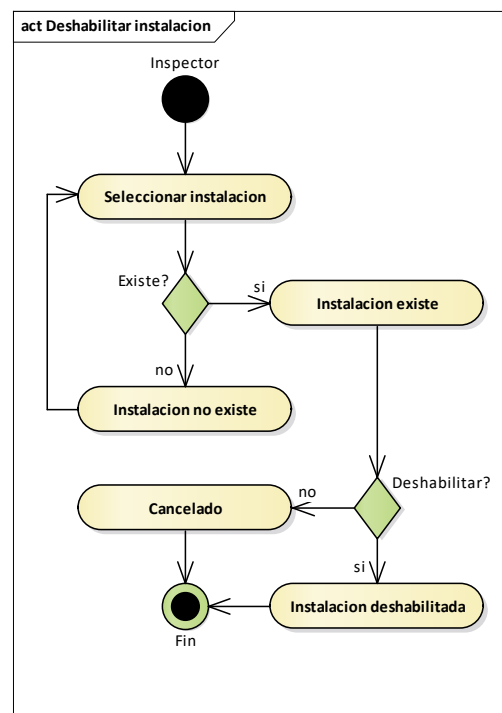 act Deshabilitar instalacion
Inspector
Seleccionar instalacion
Existe?
si
Instalacion existe
no
Instalacion no existe
Deshabilitar?
no
Cancelado
si
Instalacion deshabilitada
Fin